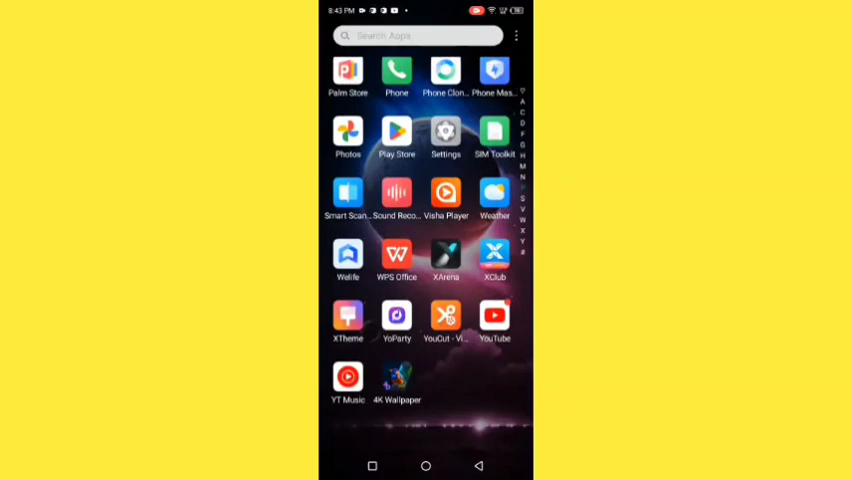 8:43 PM
Search Apps
Palm Store Phone Phone Clon... Phone Mas...
Photos Play Store Settings SIM Toolkit
Smart Scan... Sound Reco... Visha Player Weather
Welife WPS Office XArena XClub
XTheme YoParty YouCut - Vi... YouTube
YT Music 4K Wallpaper
A
C
D
F
G
H
M
N
P
S
V
W
X
Y
#